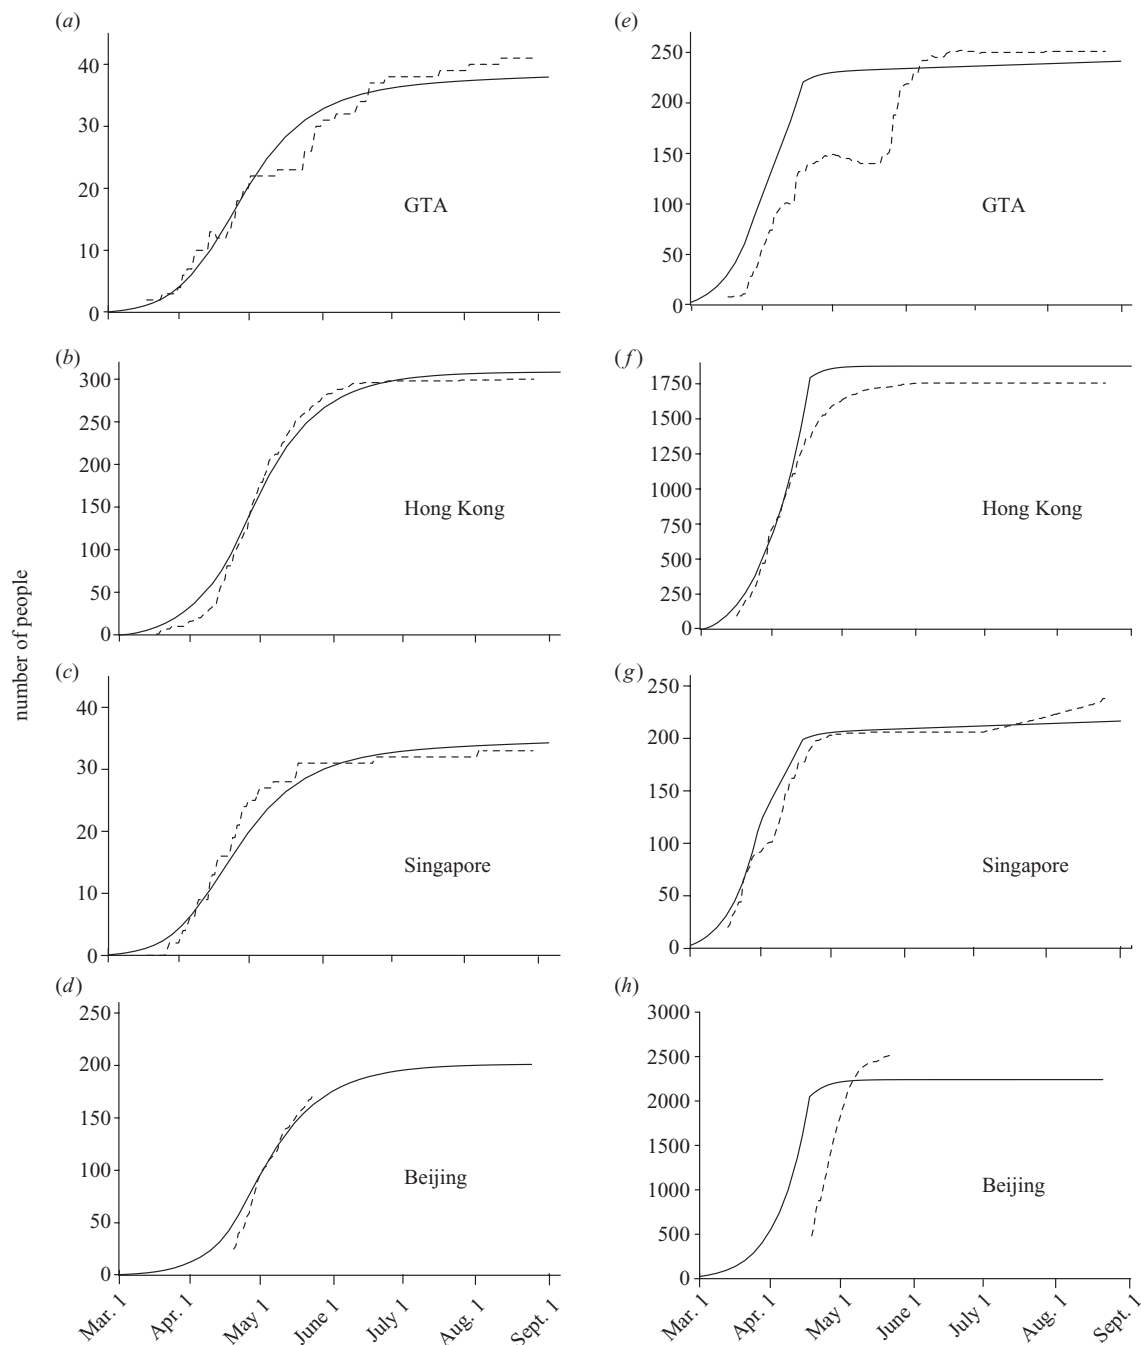 number of people
(a)
40
30
20
10
0
GTA
(b)
300
250
200
150
100
50
0
Hong Kong
(c)
40
30
20
10
0
Singapore
(d)
250
200
150
100
50
0
Beijing
Mar. 1
Apr. 1
May 1
June 1
July 1
Aug. 1
Sept. 1
(e)
250
200
150
100
50
0
GTA
(f)
1750
1500
1250
1000
750
500
250
0
Hong Kong
(g)
250
200
150
100
50
0
Singapore
(h)
3000
2500
2000
1500
1000
500
0
Beijing
Mar. 1
Apr. 1
May 1
June 1
July 1
Aug. 1
Sept. 1